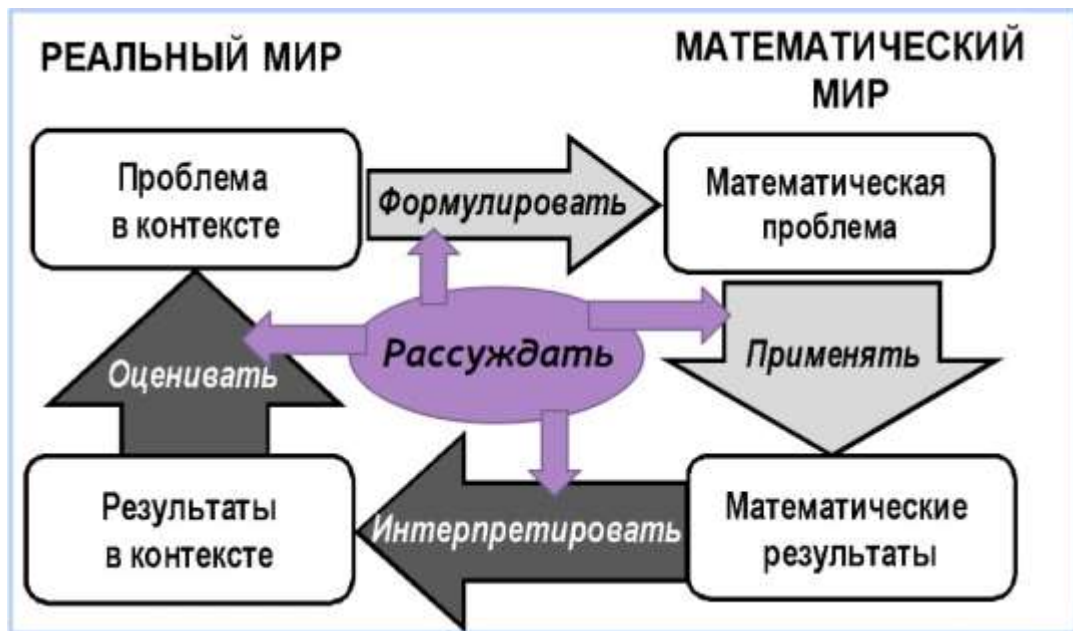 РЕАЛЬНЫЙ МИР
МАТЕМАТИЧЕСКИЙ
МИР
Проблема
в контексте
Формулировать
Математическая
проблема
Рассуждать
Оценивать
Применять
Результаты
в контексте
Интерпретировать
Математические
результаты